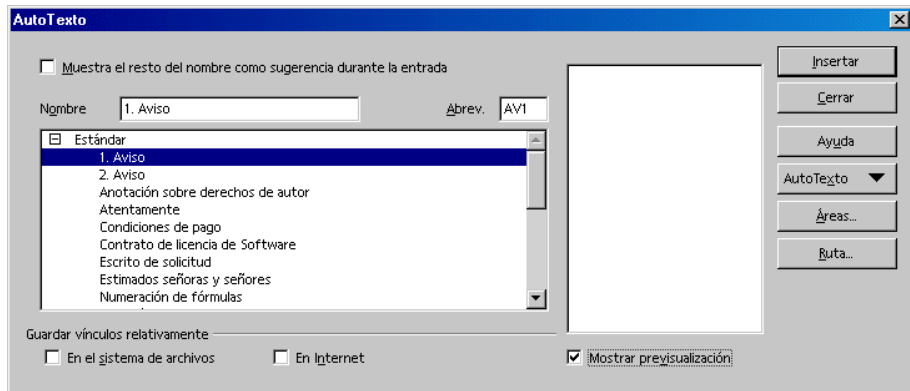 AutoTexto
Muestra el resto del nombre como sugerencia durante la entrada
Nombre 1. Aviso Abrev. AV1
Estándar
1. Aviso
2. Aviso
Anotación sobre derechos de autor
Atentamente
Condiciones de pago
Contrato de licencia de Software
Escrito de solicitud
Estimados señoras y señores
Numeración de fórmulas
Guardar vínculos relativamente
En el sistema de archivos En Internet Mostrar previsualización
Insertar
Cerrar
Ayuda
AutoTexto
Áreas...
Ruta...